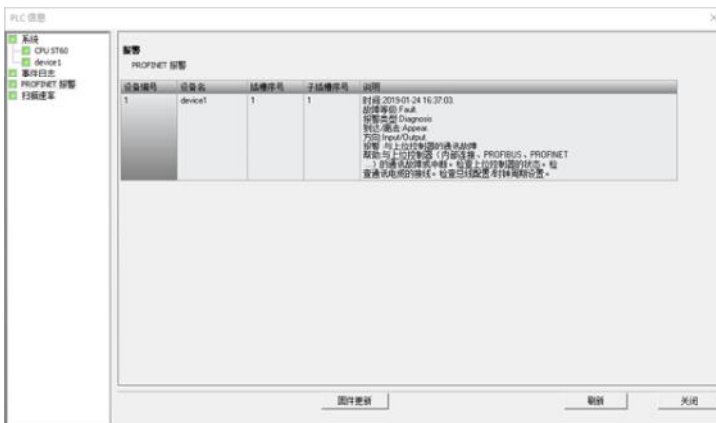 PLC 信息
系统
CPU ST60
device1
事件日志
PROFINET 报警
扫描速率
报警
PROFINET 报警
设备编号 设备名 插槽序号 子插槽序号 说明
1 device1 1 1 时间:2019-01-24 16:37:03.
故障等级:Fault.
报警类型:Diagnosis
到达/离去:Appear.
方向:Input/Output.
报警:与上位控制器的通讯故障
帮助:与上位控制器（内部连接、PROFIBUS、PROFINET
...）的通讯故障或中断。检查上位控制器的状态。检
查通讯电缆的接线。检查总线配置/时钟周期设置。
固件更新
刷新
关闭